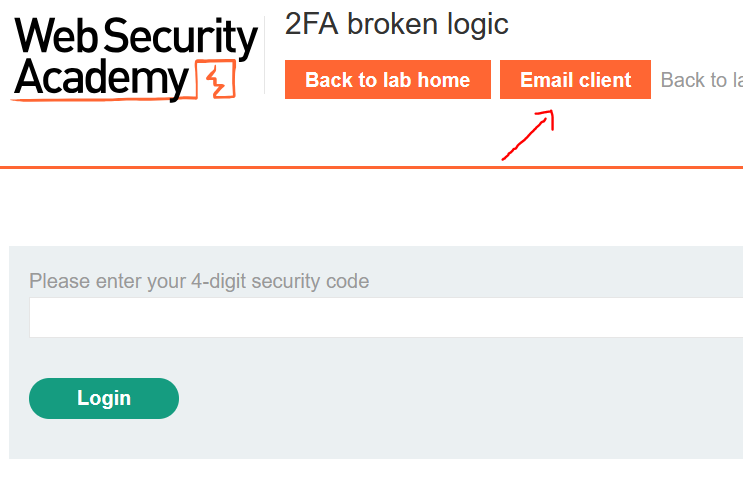 Web Security
Academy
2FA broken logic
Back to lab home
Email client
Back to la
Please enter your 4-digit security code
Login